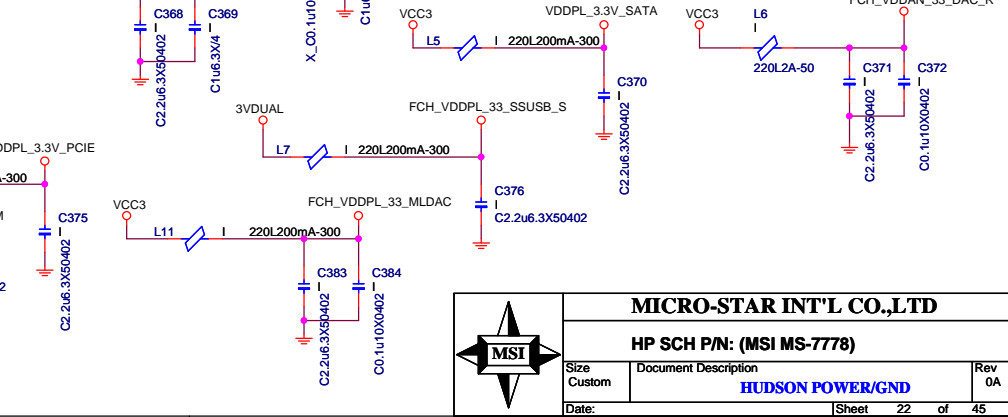 C368
C369
C2.2u6.3X50402
C1u6.3X/4
X_C0.1u10
C1u6
VCC3
L5
I
220L200mA-300
VDDPL_3.3V_SATA
C370
I
C2.2u6.3X50402
VCC3
L6
I
220L2A-50
FCH_VDDAN_33_DAC_R
C371
I
C2.2u6.3X50402
C372
I
C0.1u10X0402
3VDUAL
L7
I
220L200mA-300
FCH_VDDPL_33_SSUSB_S
C376
I
C2.2u6.3X50402
DDPL_3.3V_PCIE
-300
C375
I
C2.2u6.3X50402
VCC3
L11
I
220L200mA-300
FCH_VDDPL_33_MLDAC
C383
I
C2.2u6.3X50402
C384
I
C0.1u10X0402
MSI
MICRO-STAR INT'L CO.,LTD
HP SCH P/N: (MSI MS-7778)
Size
Custom
Document Description
HUDSON POWER/GND
Rev
0A
Date:
Sheet 22 of 45